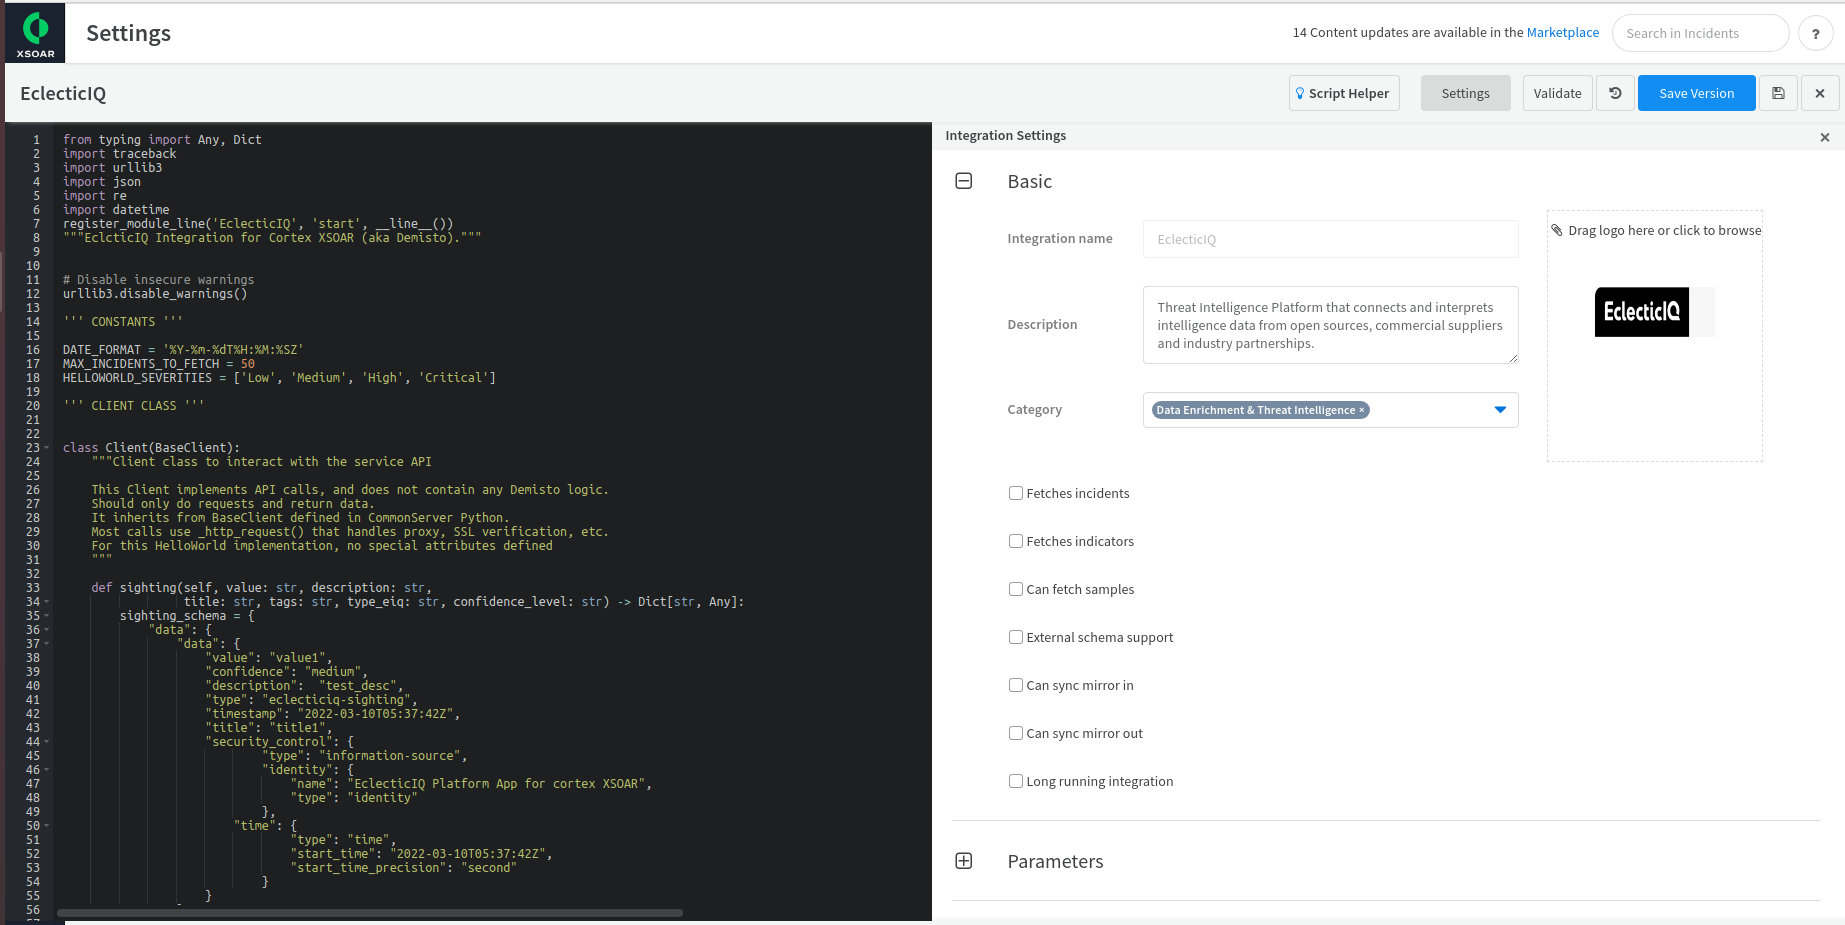 XSOAR
Settings
14 Content updates are available in the Marketplace
Search in Incidents
?
EclecticIQ
Script Helper
Settings
Validate
Save Version
1 from typing import Any, Dict
2 import traceback
3 import urllib3
4 import json
5 import re
6 import datetime
7 register_module_line('EclecticIQ', 'start', __line__())
8 """EclcticIQ Integration for Cortex XSOAR (aka Demisto)."""
9
10
11 # Disable insecure warnings
12 urllib3.disable_warnings()
13
14 ''' CONSTANTS '''
15
16 DATE_FORMAT = '%Y-%m-%dT%H:%M:%SZ'
17 MAX_INCIDENTS_TO_FETCH = 50
18 HELLOWORLD_SEVERITIES = ['Low', 'Medium', 'High', 'Critical']
19
20 ''' CLIENT CLASS '''
21
22
23 class Client(BaseClient):
24 """Client class to interact with the service API
25
26 This Client implements API calls, and does not contain any Demisto logic.
27 Should only do requests and return data.
28 It inherits from BaseClient defined in CommonServer Python.
29 Most calls use _http_request() that handles proxy, SSL verification, etc.
30 For this HelloWorld implementation, no special attributes defined
31 """
32
33 def sighting(self, value: str, description: str,
34 title: str, tags: str, type_eiq: str, confidence_level: str) -> Dict[str, Any]:
35 sighting_schema = {
36 "data": {
37 "data": {
38 "value": "value1",
39 "confidence": "medium",
40 "description":  "test_desc",
41 "type": "eclecticiq-sighting",
42 "timestamp": "2022-03-10T05:37:42Z",
43 "title": "title1",
44 "security_control": {
45 "type": "information-source",
46 "identity": {
47 "name": "EclecticIQ Platform App for cortex XSOAR",
48 "type": "identity"
49 },
50 "time": {
51 "type": "time",
52 "start_time": "2022-03-10T05:37:42Z",
53 "start_time_precision": "second"
54 }
55 }
56
Integration Settings
Basic
Integration name
EclecticIQ
Drag logo here or click to browse
EclecticIQ
Description
Threat Intelligence Platform that connects and interprets
intelligence data from open sources, commercial suppliers
and industry partnerships.
Category
Data Enrichment & Threat Intelligence ×
Fetches incidents
Fetches indicators
Can fetch samples
External schema support
Can sync mirror in
Can sync mirror out
Long running integration
Parameters